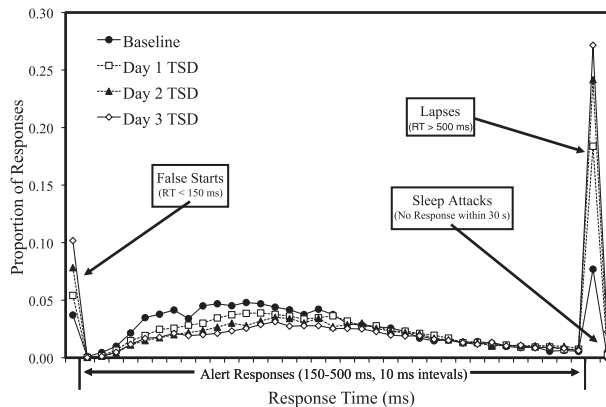 0.30
0.25
0.20
0.15
0.10
0.05
0.00
Proportion of Responses
Baseline
Day 1 TSD
Day 2 TSD
Day 3 TSD
False Starts
(RT < 150 ms)
Lapses
(RT > 500 ms)
Sleep Attacks
(No Response within 30 s)
Alert Responses (150-500 ms, 10 ms intevals)
Response Time (ms)